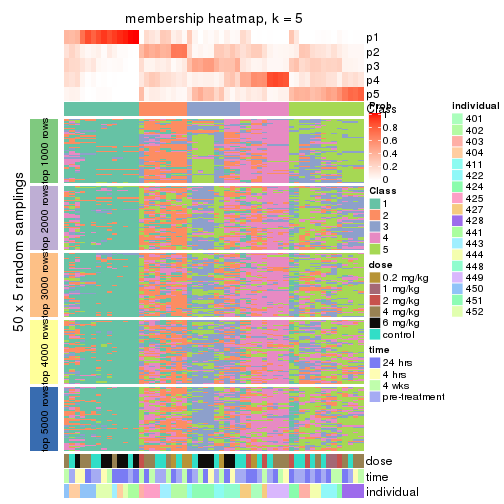 membership heatmap, k = 5
p1
p2
p3
p4
p5
Class
50 x 5 random samplings
top 1000 rows
top 2000 rows
top 3000 rows
top 4000 rows
top 5000 rows
dose
time
individual
Prob
1
0.8
0.6
0.4
0.2
0
Class
1
2
3
4
5
dose
0.2 mg/kg
1 mg/kg
2 mg/kg
4 mg/kg
6 mg/kg
control
time
24 hrs
4 hrs
4 wks
pre-treatment
individual
401
402
403
404
411
422
424
425
427
428
441
443
444
448
449
450
451
452